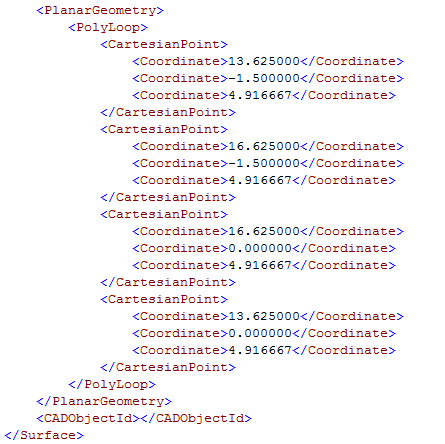 <PlanarGeometry>
<PolyLoop>
<CartesianPoint>
<Coordinate>13.625000</Coordinate>
<Coordinate>-1.500000</Coordinate>
<Coordinate>4.916667</Coordinate>
</CartesianPoint>
<CartesianPoint>
<Coordinate>16.625000</Coordinate>
<Coordinate>-1.500000</Coordinate>
<Coordinate>4.916667</Coordinate>
</CartesianPoint>
<CartesianPoint>
<Coordinate>16.625000</Coordinate>
<Coordinate>0.000000</Coordinate>
<Coordinate>4.916667</Coordinate>
</CartesianPoint>
<CartesianPoint>
<Coordinate>13.625000</Coordinate>
<Coordinate>0.000000</Coordinate>
<Coordinate>4.916667</Coordinate>
</CartesianPoint>
</PolyLoop>
</PlanarGeometry>
<CADObjectId></CADObjectId>
</Surface>